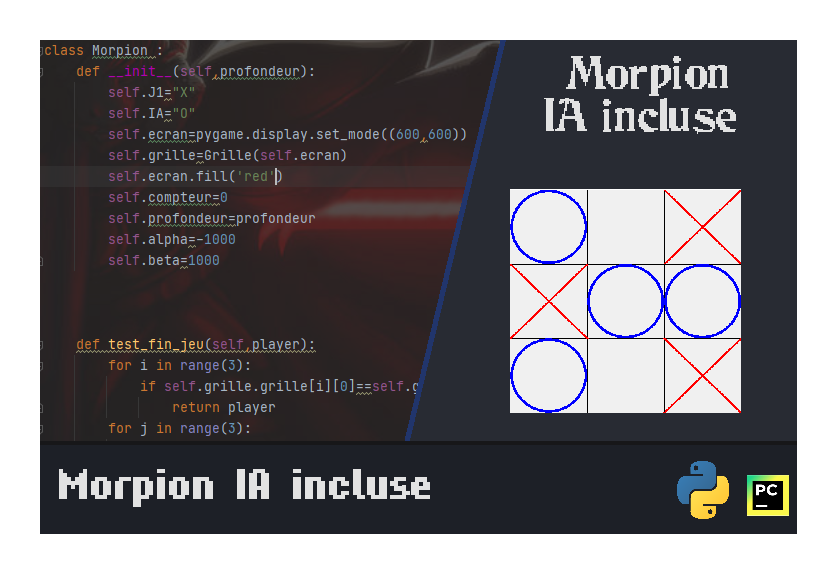 class Morpion :
def __init__(self,profondeur):
self.J1="X"
self.IA="O"
self.ecran=pygame.display.set_mode((600,600))
self.grille=Grille(self.ecran)
self.ecran.fill('red')
self.compteur=0
self.profondeur=profondeur
self.alpha=-1000
self.beta=1000
def test_fin_jeu(self,player):
for i in range(3):
if self.grille.grille[i][0]==self.g
return player
for j in range(3):
Morpion
IA incluse
Morpion IA incluse
PC